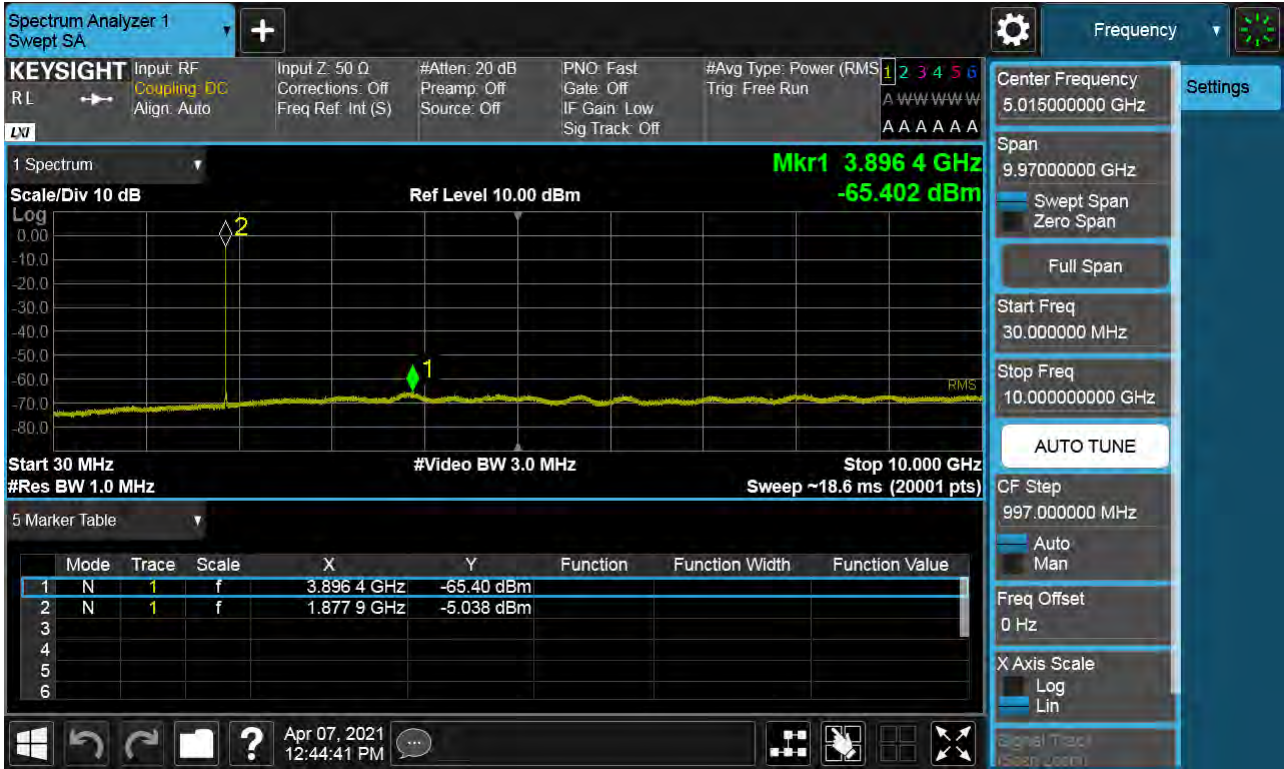 Spectrum Analyzer 1
Swept SA
Frequency
KEYSIGHT
R L
LXI
Input: RF
Coupling: DC
Align: Auto
Input Z: 50 Ω
Corrections: Off
Freq Ref: Int (S)
#Atten: 20 dB
Preamp: Off
Source: Off
PNO: Fast
Gate: Off
IF Gain: Low
Sig Track: Off
#Avg Type: Power (RMS
Trig: Free Run
1 2 3 4 5 6
A W W W W W
A A A A A A
1 Spectrum
Mkr1 3.896 4 GHz
-65.402 dBm
Scale/Div 10 dB
Ref Level 10.00 dBm
Log
0.00
-10.0
-20.0
-30.0
-40.0
-50.0
-60.0
-70.0
-80.0
2
1
RMS
Start 30 MHz
#Video BW 3.0 MHz
Stop 10.000 GHz
#Res BW 1.0 MHz
Sweep ~18.6 ms (20001 pts)
5 Marker Table
Mode Trace Scale X Y Function Function Width Function Value
1 N 1 f 3.896 4 GHz -65.40 dBm
2 N 1 f 1.877 9 GHz -5.038 dBm
3
4
5
6
Apr 07, 2021
12:44:41 PM
Center Frequency
5.015000000 GHz
Settings
Span
9.97000000 GHz
Swept Span
Zero Span
Full Span
Start Freq
30.000000 MHz
Stop Freq
10.000000000 GHz
AUTO TUNE
CF Step
997.000000 MHz
Auto
Man
Freq Offset
0 Hz
X Axis Scale
Log
Lin
Signal Track
(Span Zoom)